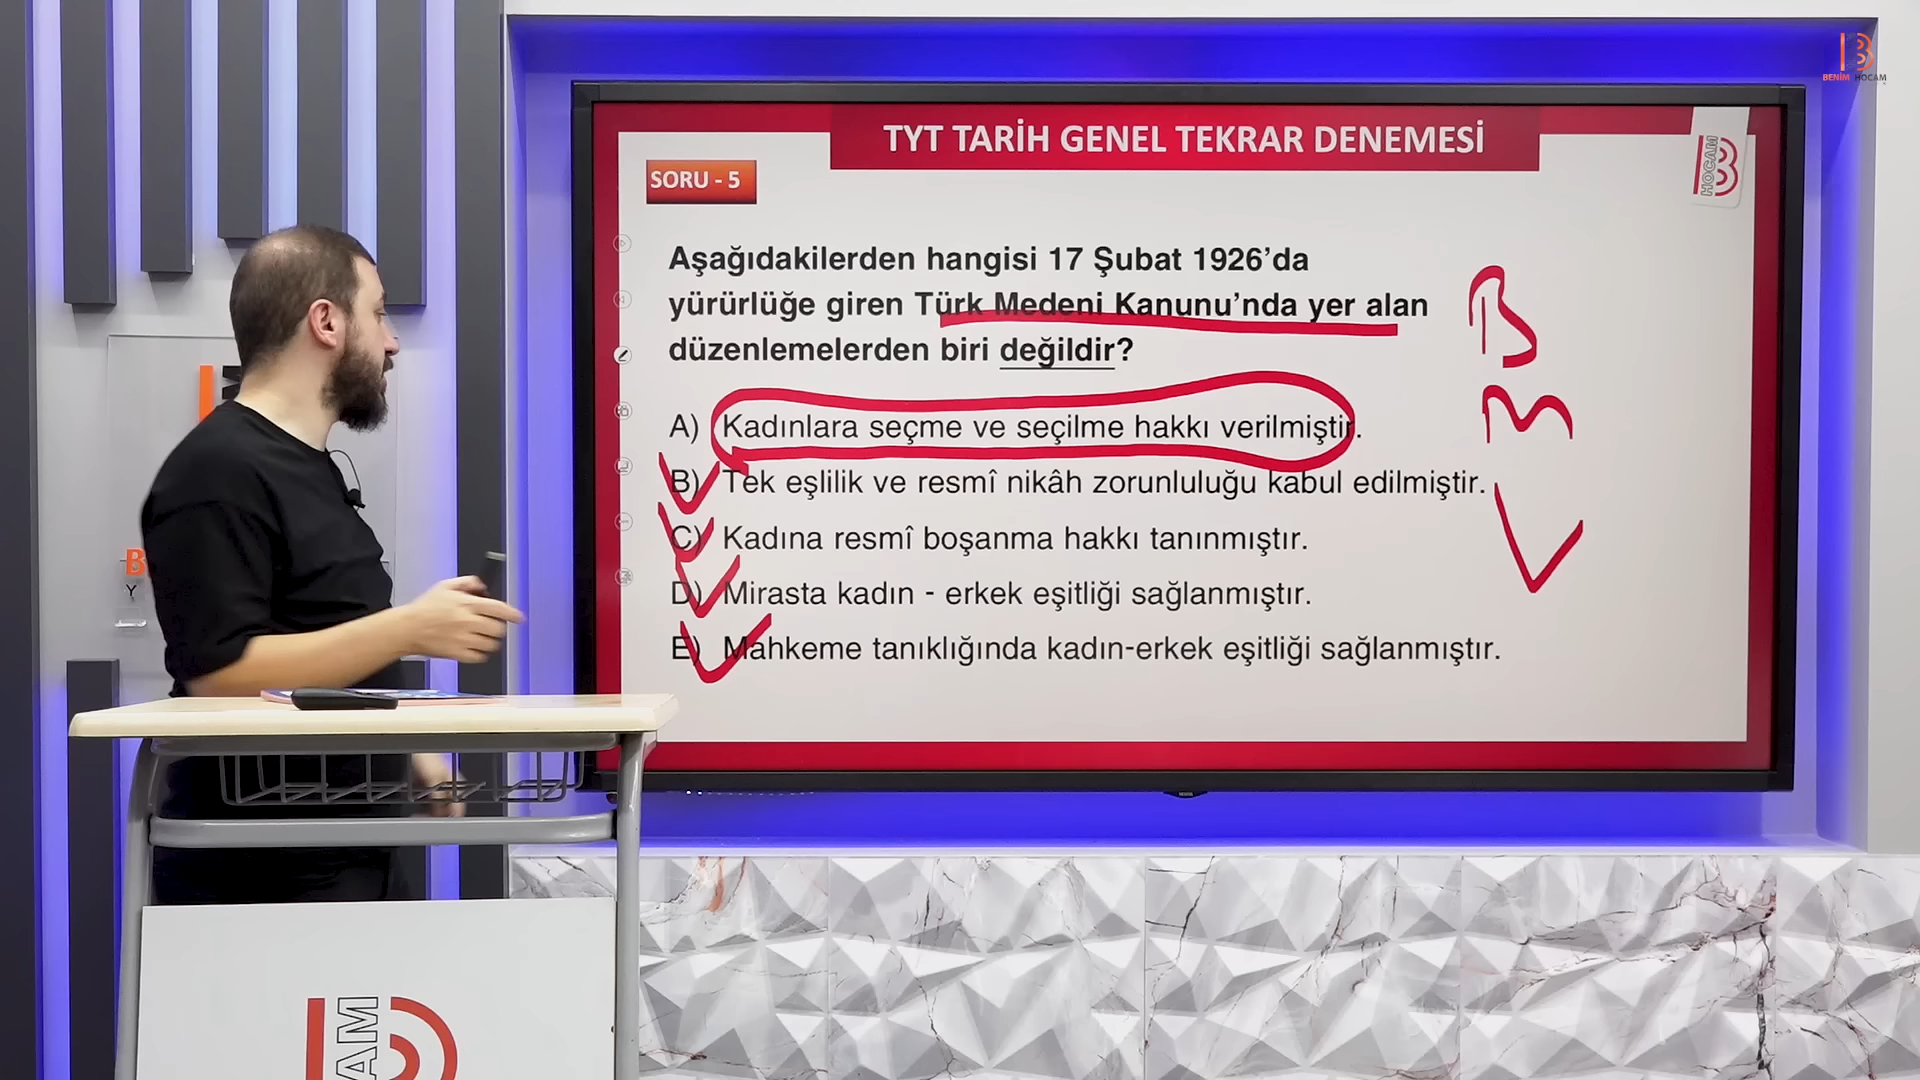 BENİM HOCAM
TYT TARİH GENEL TEKRAR DENEMESİ
HOCAM
SORU - 5
Aşağıdakilerden hangisi 17 Şubat 1926’da
yürürlüğe giren Türk Medeni Kanunu’nda yer alan
düzenlemelerden biri değildir?
A) Kadınlara seçme ve seçilme hakkı verilmiştir.
B) Tek eşlilik ve resmî nikâh zorunluluğu kabul edilmiştir.
C) Kadına resmî boşanma hakkı tanınmıştır.
D) Mirasta kadın - erkek eşitliği sağlanmıştır.
E) Mahkeme tanıklığında kadın-erkek eşitliği sağlanmıştır.
B
M
V